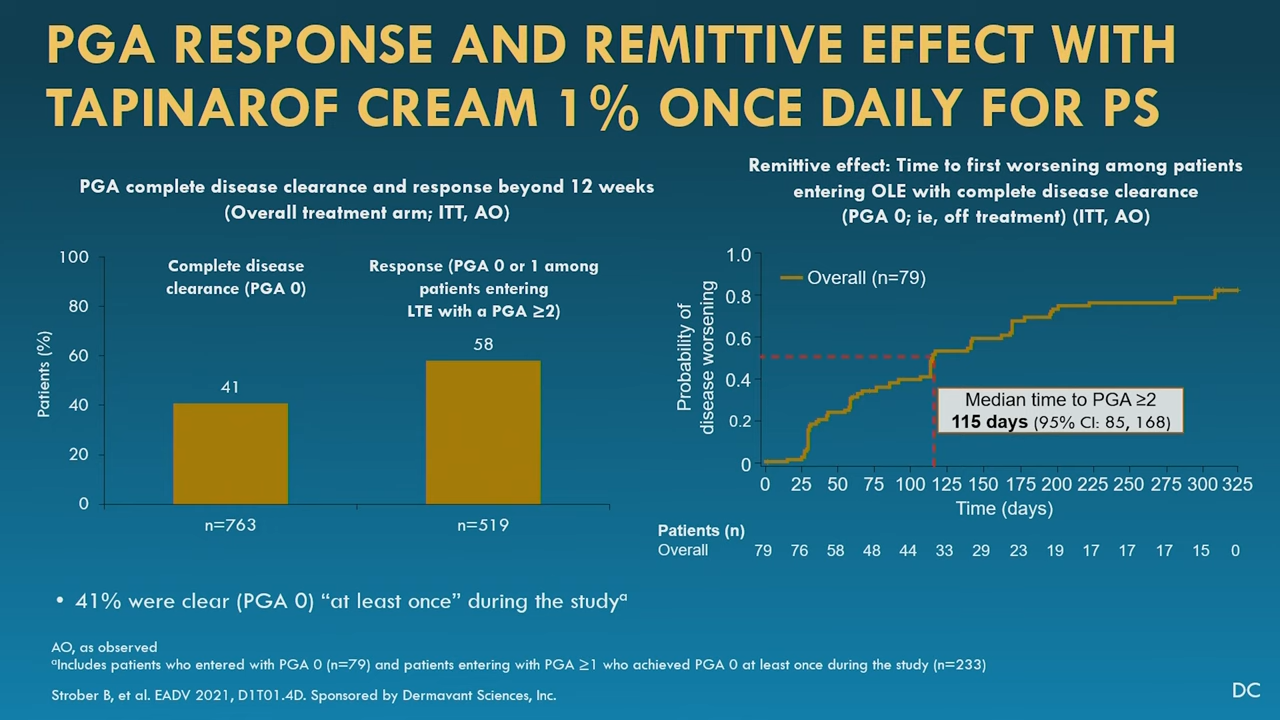 PGA RESPONSE AND REMITTIVE EFFECT WITH
TAPINAROF CREAM 1% ONCE DAILY FOR PS
PGA complete disease clearance and response beyond 12 weeks
(Overall treatment arm; ITT, AO)
Patients (%)
100
80
60
40
20
0
Complete disease
clearance (PGA 0)
41
n=763
Response (PGA 0 or 1 among
patients entering
LTE with a PGA ≥2)
58
n=519
Remittive effect: Time to first worsening among patients
entering OLE with complete disease clearance
(PGA 0; ie, off treatment) (ITT, AO)
Probability of
disease worsening
1.0
0.8
0.6
0.4
0.2
0
Overall (n=79)
Median time to PGA ≥2
115 days (95% CI: 85, 168)
0 25 50 75 100 125 150 175 200 225 250 275 300 325
Time (days)
Patients (n)
Overall 79 76 58 48 44 33 29 23 19 17 17 17 15 0
• 41% were clear (PGA 0) “at least once” during the studyᵃ
AO, as observed
ᵃIncludes patients who entered with PGA 0 (n=79) and patients entering with PGA ≥1 who achieved PGA 0 at least once during the study (n=233)
Strober B, et al. EADV 2021, D1T01.4D. Sponsored by Dermavant Sciences, Inc.
DC